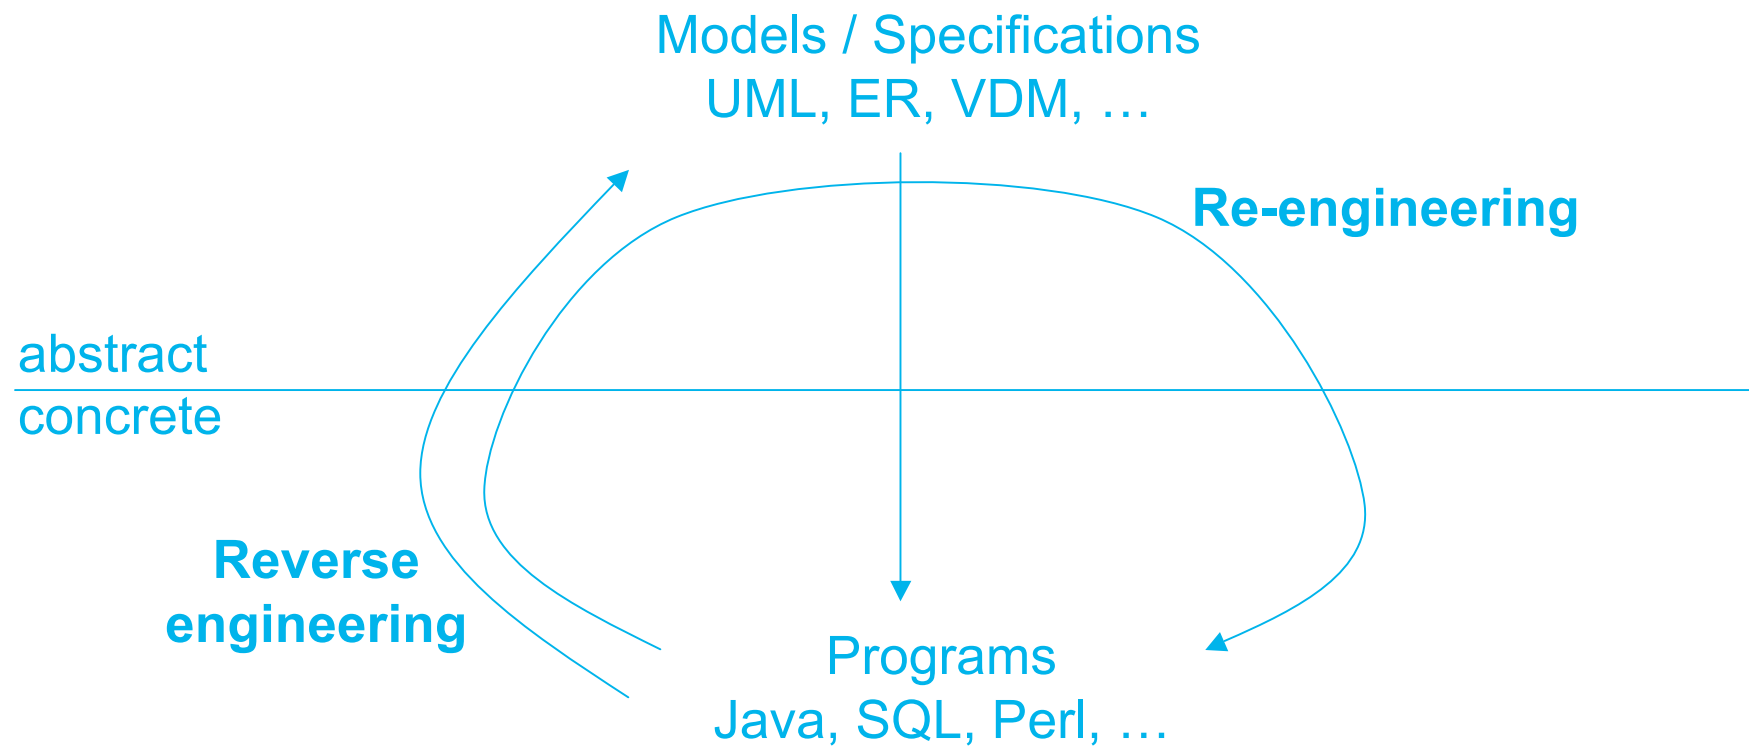 Models / Specifications
UML, ER, VDM, …
Re-engineering
abstract
concrete
Reverse
engineering
Programs
Java, SQL, Perl, …